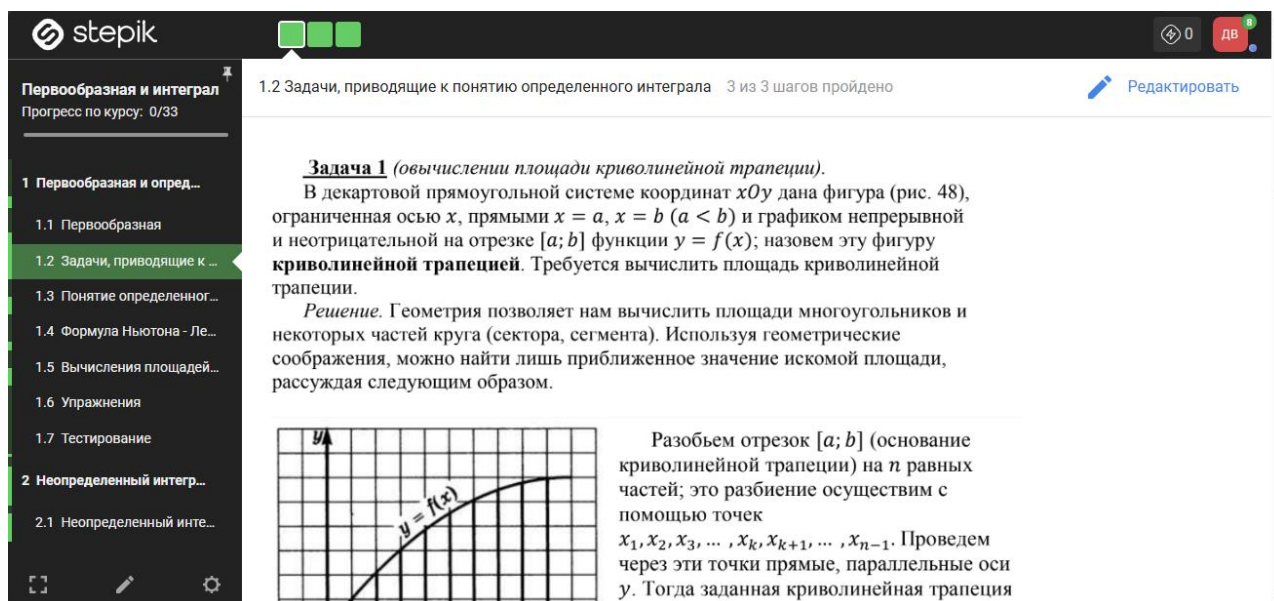 stepik
0
ДВ
8
Первообразная и интеграл
Прогресс по курсу: 0/33
1 Первообразная и опред...
1.1 Первообразная
1.2 Задачи, приводящие к ...
1.3 Понятие определенног...
1.4 Формула Ньютона - Ле...
1.5 Вычисления площадей...
1.6 Упражнения
1.7 Тестирование
2 Неопределенный интегр...
2.1 Неопределенный инте...
1.2 Задачи, приводящие к понятию определенного интеграла 3 из 3 шагов пройдено
Редактировать
Задача 1 (овычислении площади криволинейной трапеции).
В декартовой прямоугольной системе координат xOy дана фигура (рис. 48),
ограниченная осью x, прямыми x = a, x = b (a < b) и графиком непрерывной
и неотрицательной на отрезке [a; b] функции y = f(x); назовем эту фигуру
криволинейной трапецией. Требуется вычислить площадь криволинейной
трапеции.
Решение. Геометрия позволяет нам вычислить площади многоугольников и
некоторых частей круга (сектора, сегмента). Используя геометрические
соображения, можно найти лишь приближенное значение искомой площади,
рассуждая следующим образом.
y
y = f(x)
Разобьем отрезок [a; b] (основание
криволинейной трапеции) на n равных
частей; это разбиение осуществим с
помощью точек
x₁, x₂, x₃, … , xₖ, xₖ₊₁, … , xₙ₋₁. Проведем
через эти точки прямые, параллельные оси
y. Тогда заданная криволинейная трапеция